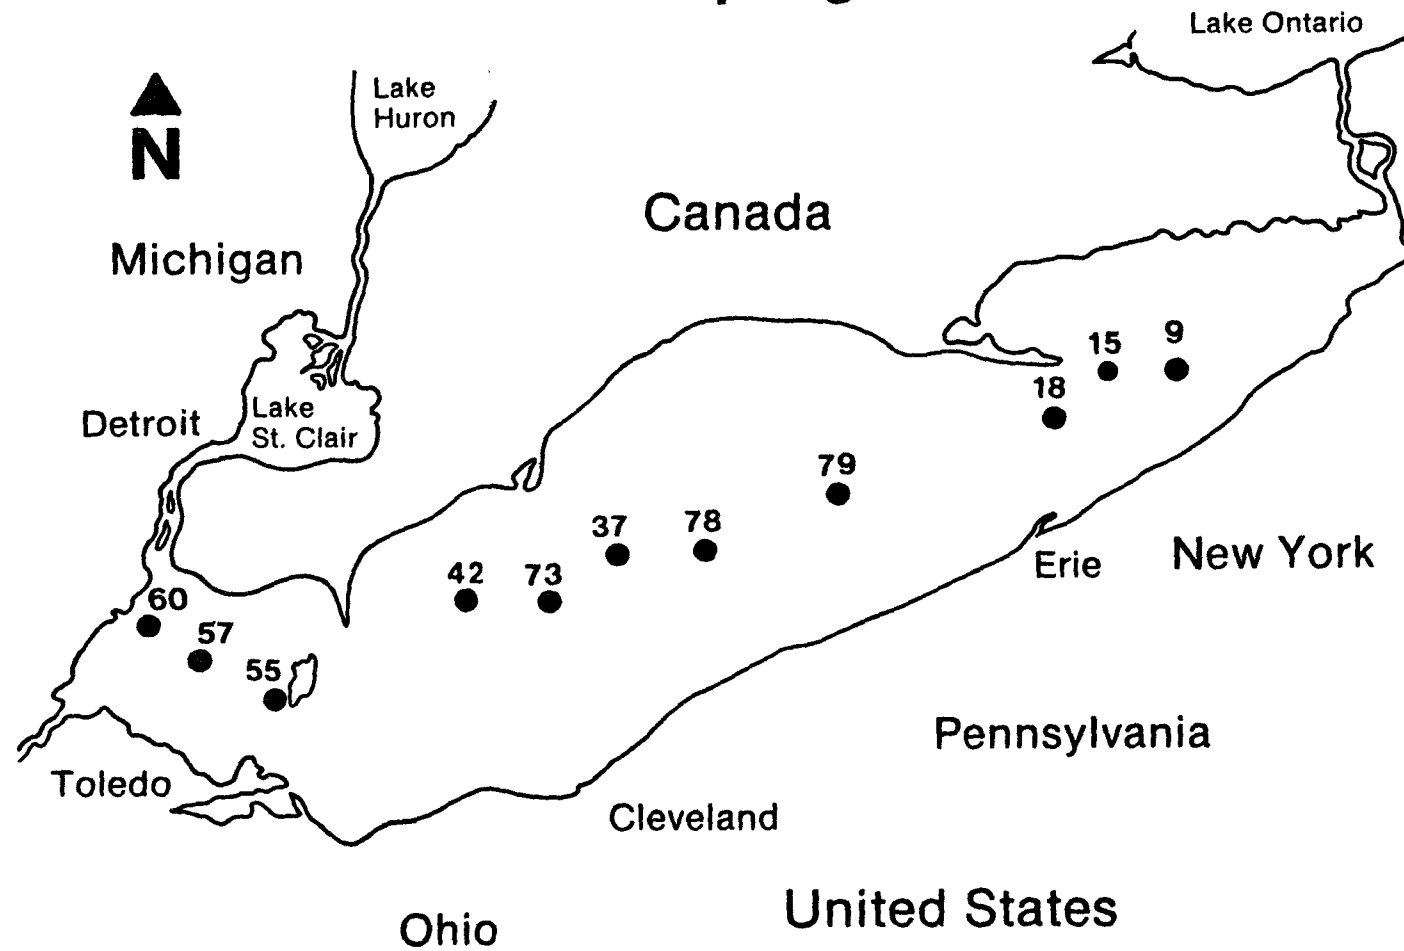 Lake Ontario
Lake
Huron
N
Canada
Michigan
15
9
18
Lake
St. Clair
Detroit
79
37
78
42
73
Erie
New York
60
57
55
Pennsylvania
Toledo
Cleveland
United States
Ohio